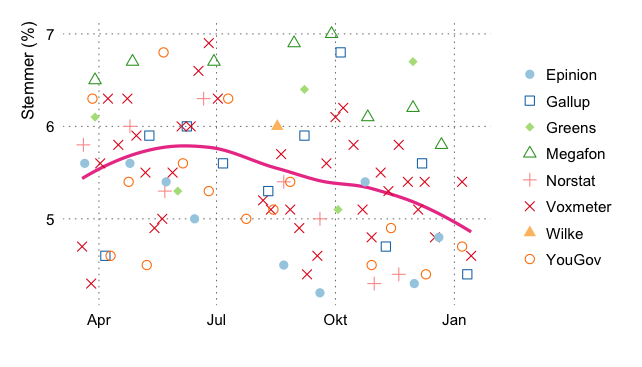 Stemmer (%)
7
6
5
Apr
Jul
Okt
Jan
Epinion
Gallup
Greens
Megafon
Norstat
Voxmeter
Wilke
YouGov